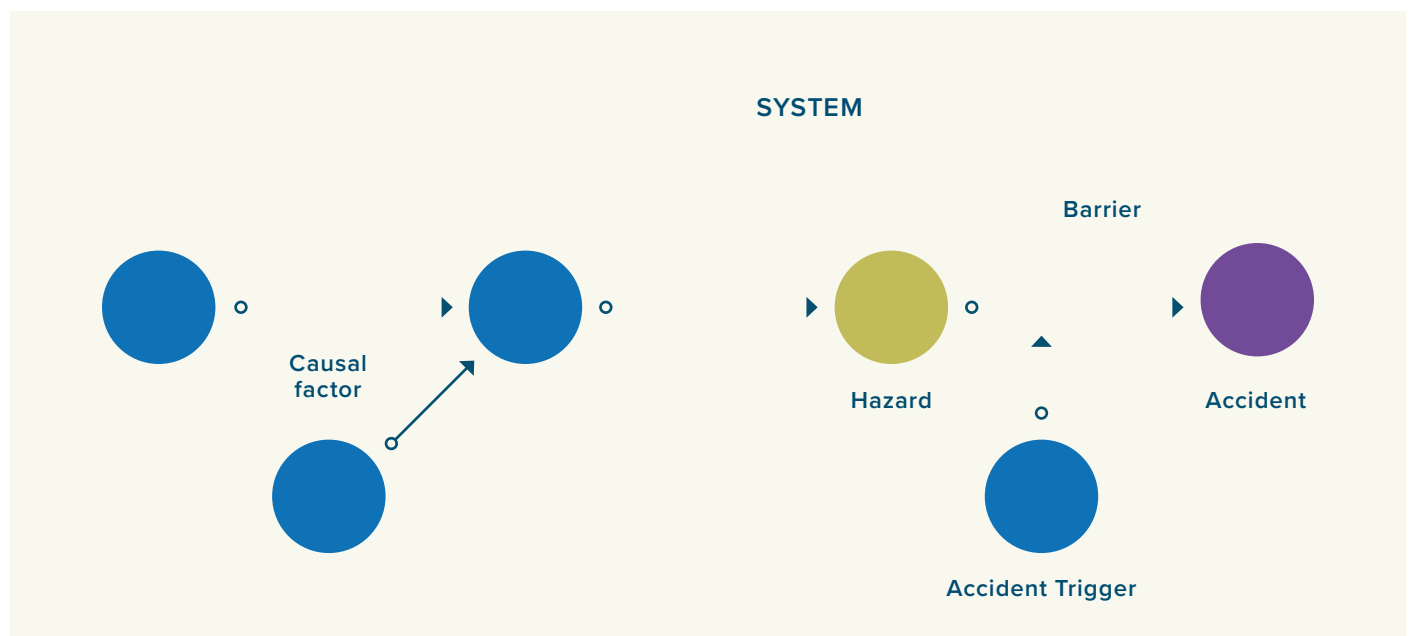 SYSTEM
Barrier
Causal
factor
Hazard
Accident
Accident Trigger